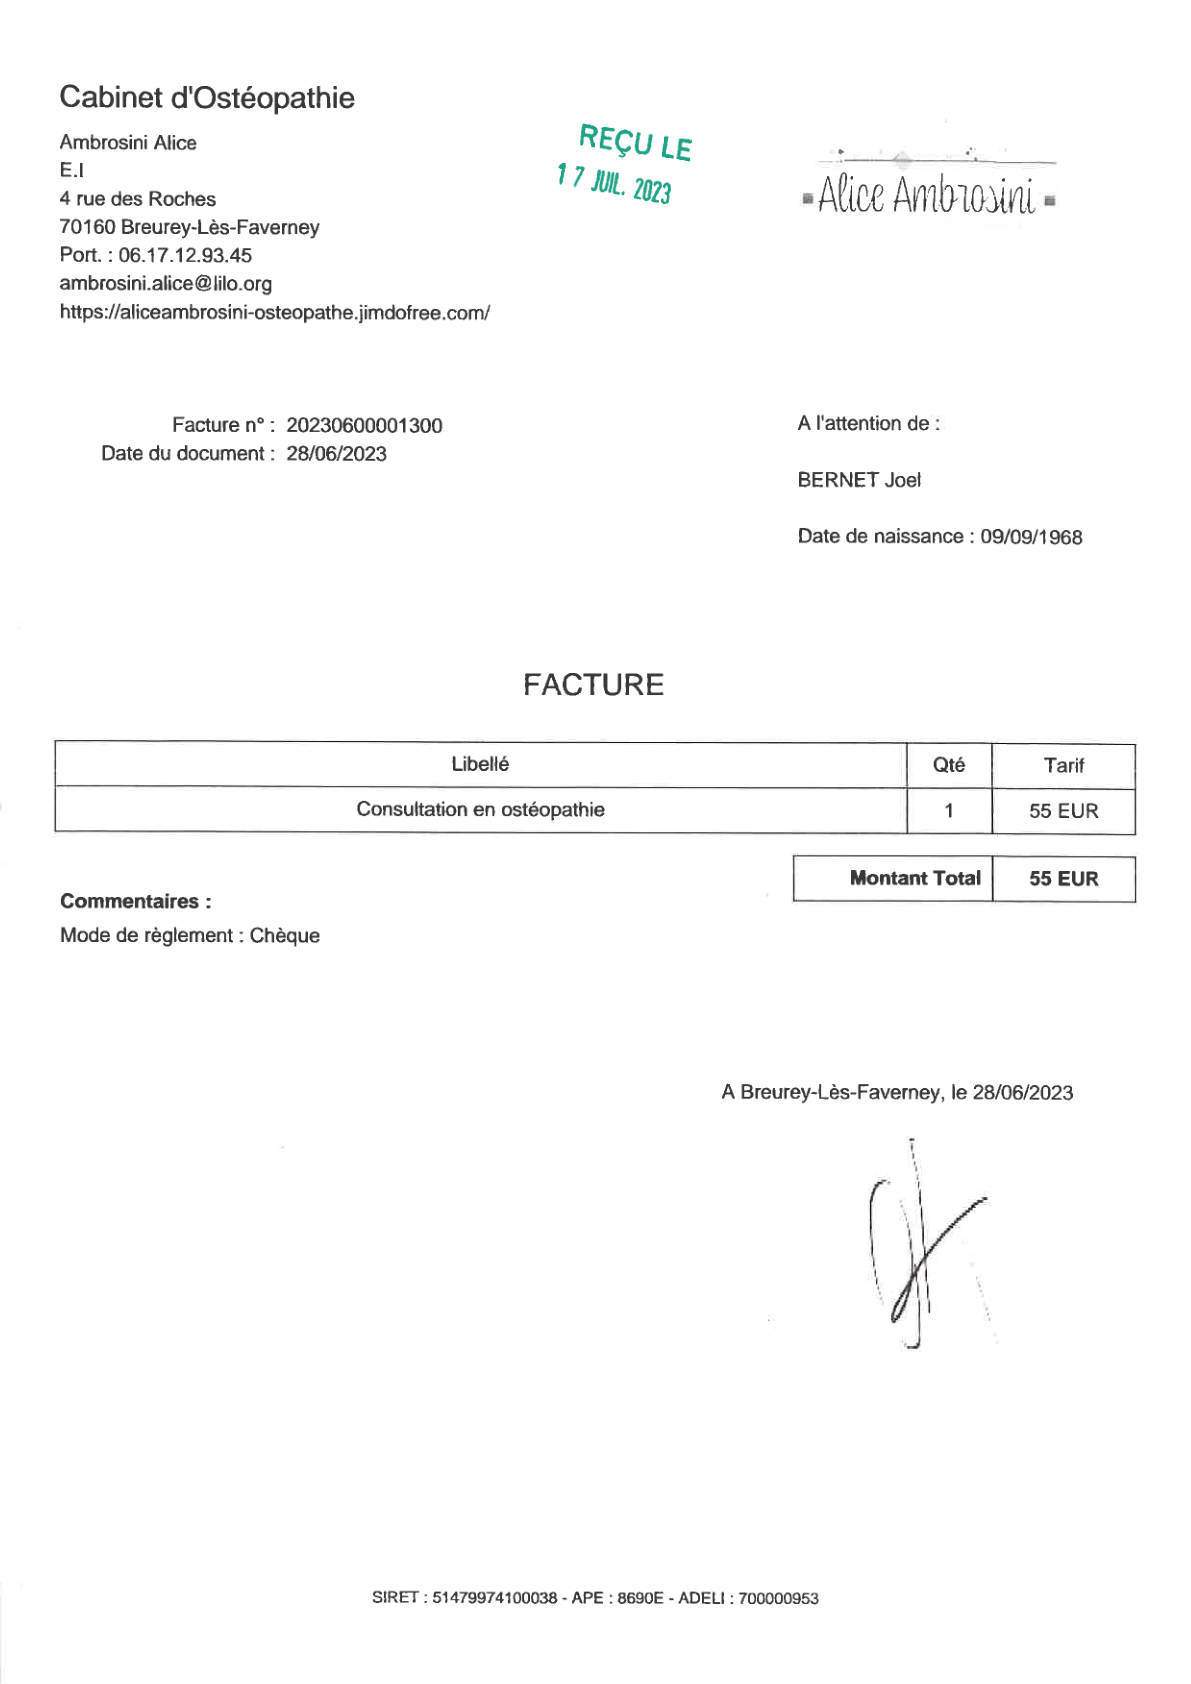 Cabinet d'Ostéopathie
Ambrosini Alice
E.I
4 rue des Roches
70160 Breurey-Lès-Faverney
Port. : 06.17.12.93.45
ambrosini.alice@lilo.org
https://aliceambrosini-osteopathe.jimdofree.com/
REÇU LE
17 JUIL. 2023
Alice Ambrosini
Facture n° : 20230600001300
Date du document : 28/06/2023
A l'attention de :
BERNET Joel
Date de naissance : 09/09/1968
FACTURE
Libellé Qté Tarif
Consultation en ostéopathie 1 55 EUR
Montant Total 55 EUR
Commentaires :
Mode de règlement : Chèque
A Breurey-Lès-Faverney, le 28/06/2023
SIRET : 51479974100038 - APE : 8690E - ADELI : 700000953